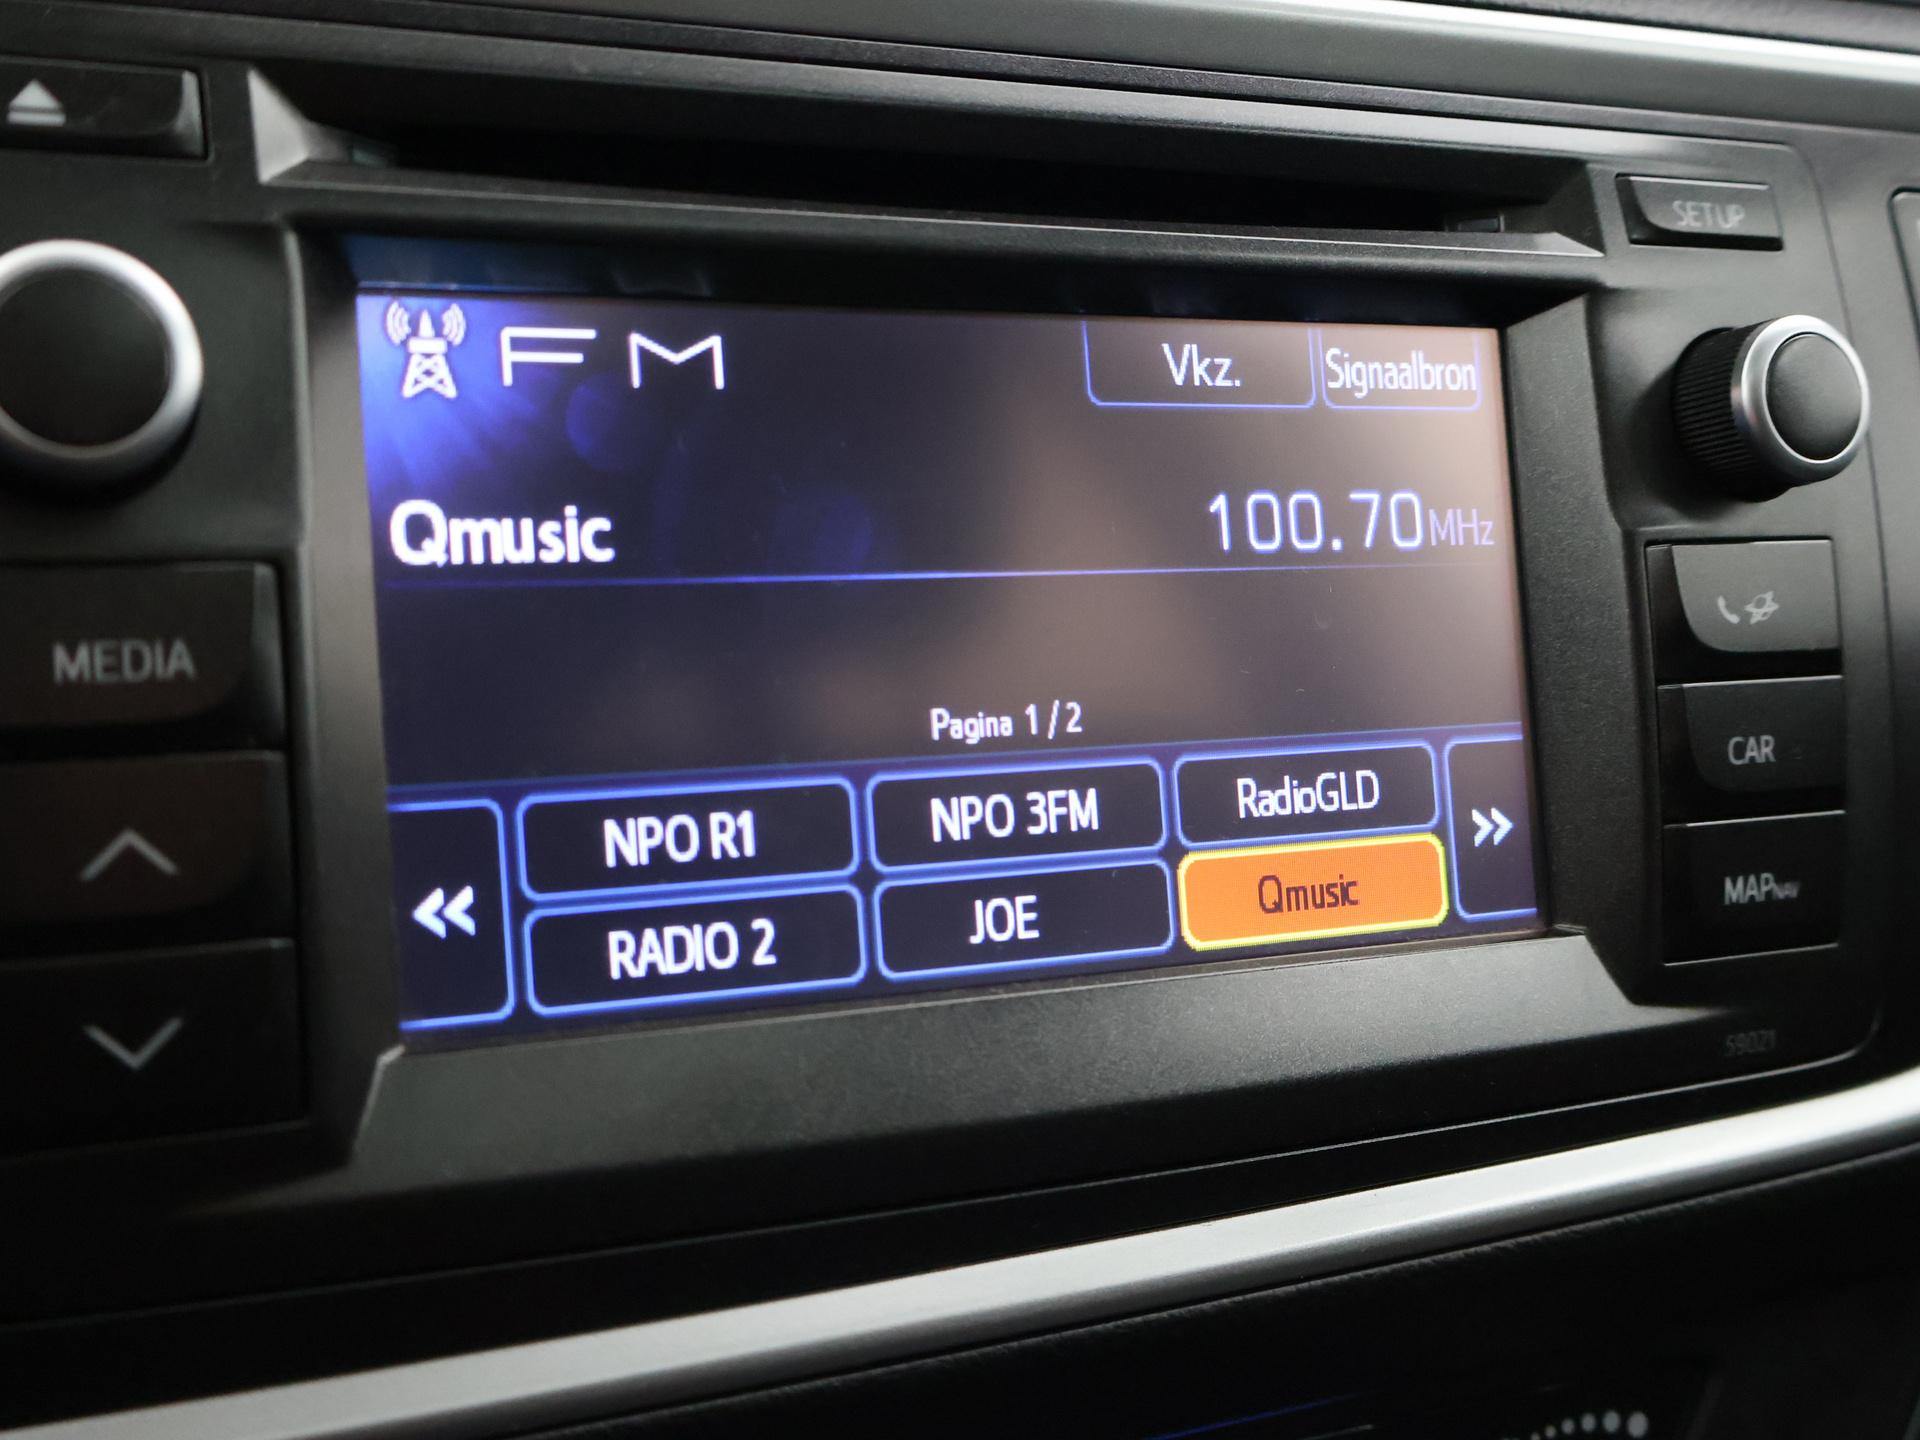 SETUP
FM
Vkz.
Signaalbron
Qmusic
100.70MHz
MEDIA
Pagina 1/2
CAR
NPO R1
NPO 3FM
RadioGLD
MAPNAV
RADIO 2
JOE
Qmusic
59021